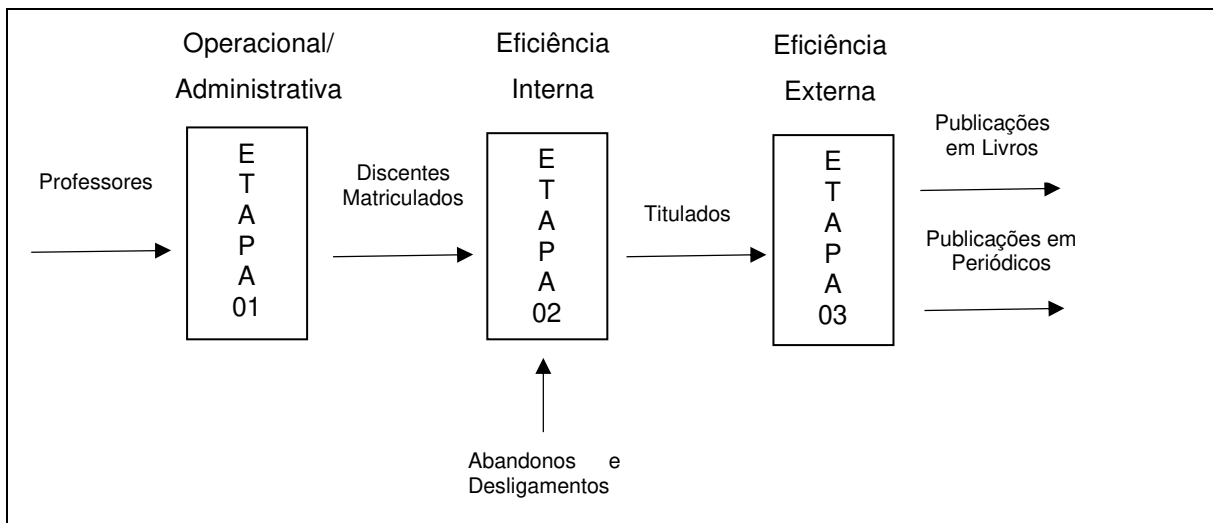 Operacional/
Administrativa
Eficiência
Interna
Eficiência
Externa
Professores
E
T
A
P
A
01
Discentes
Matriculados
E
T
A
P
A
02
Titulados
E
T
A
P
A
03
Publicações
em Livros
Publicações em
Periódicos
Abandonos e
Desligamentos